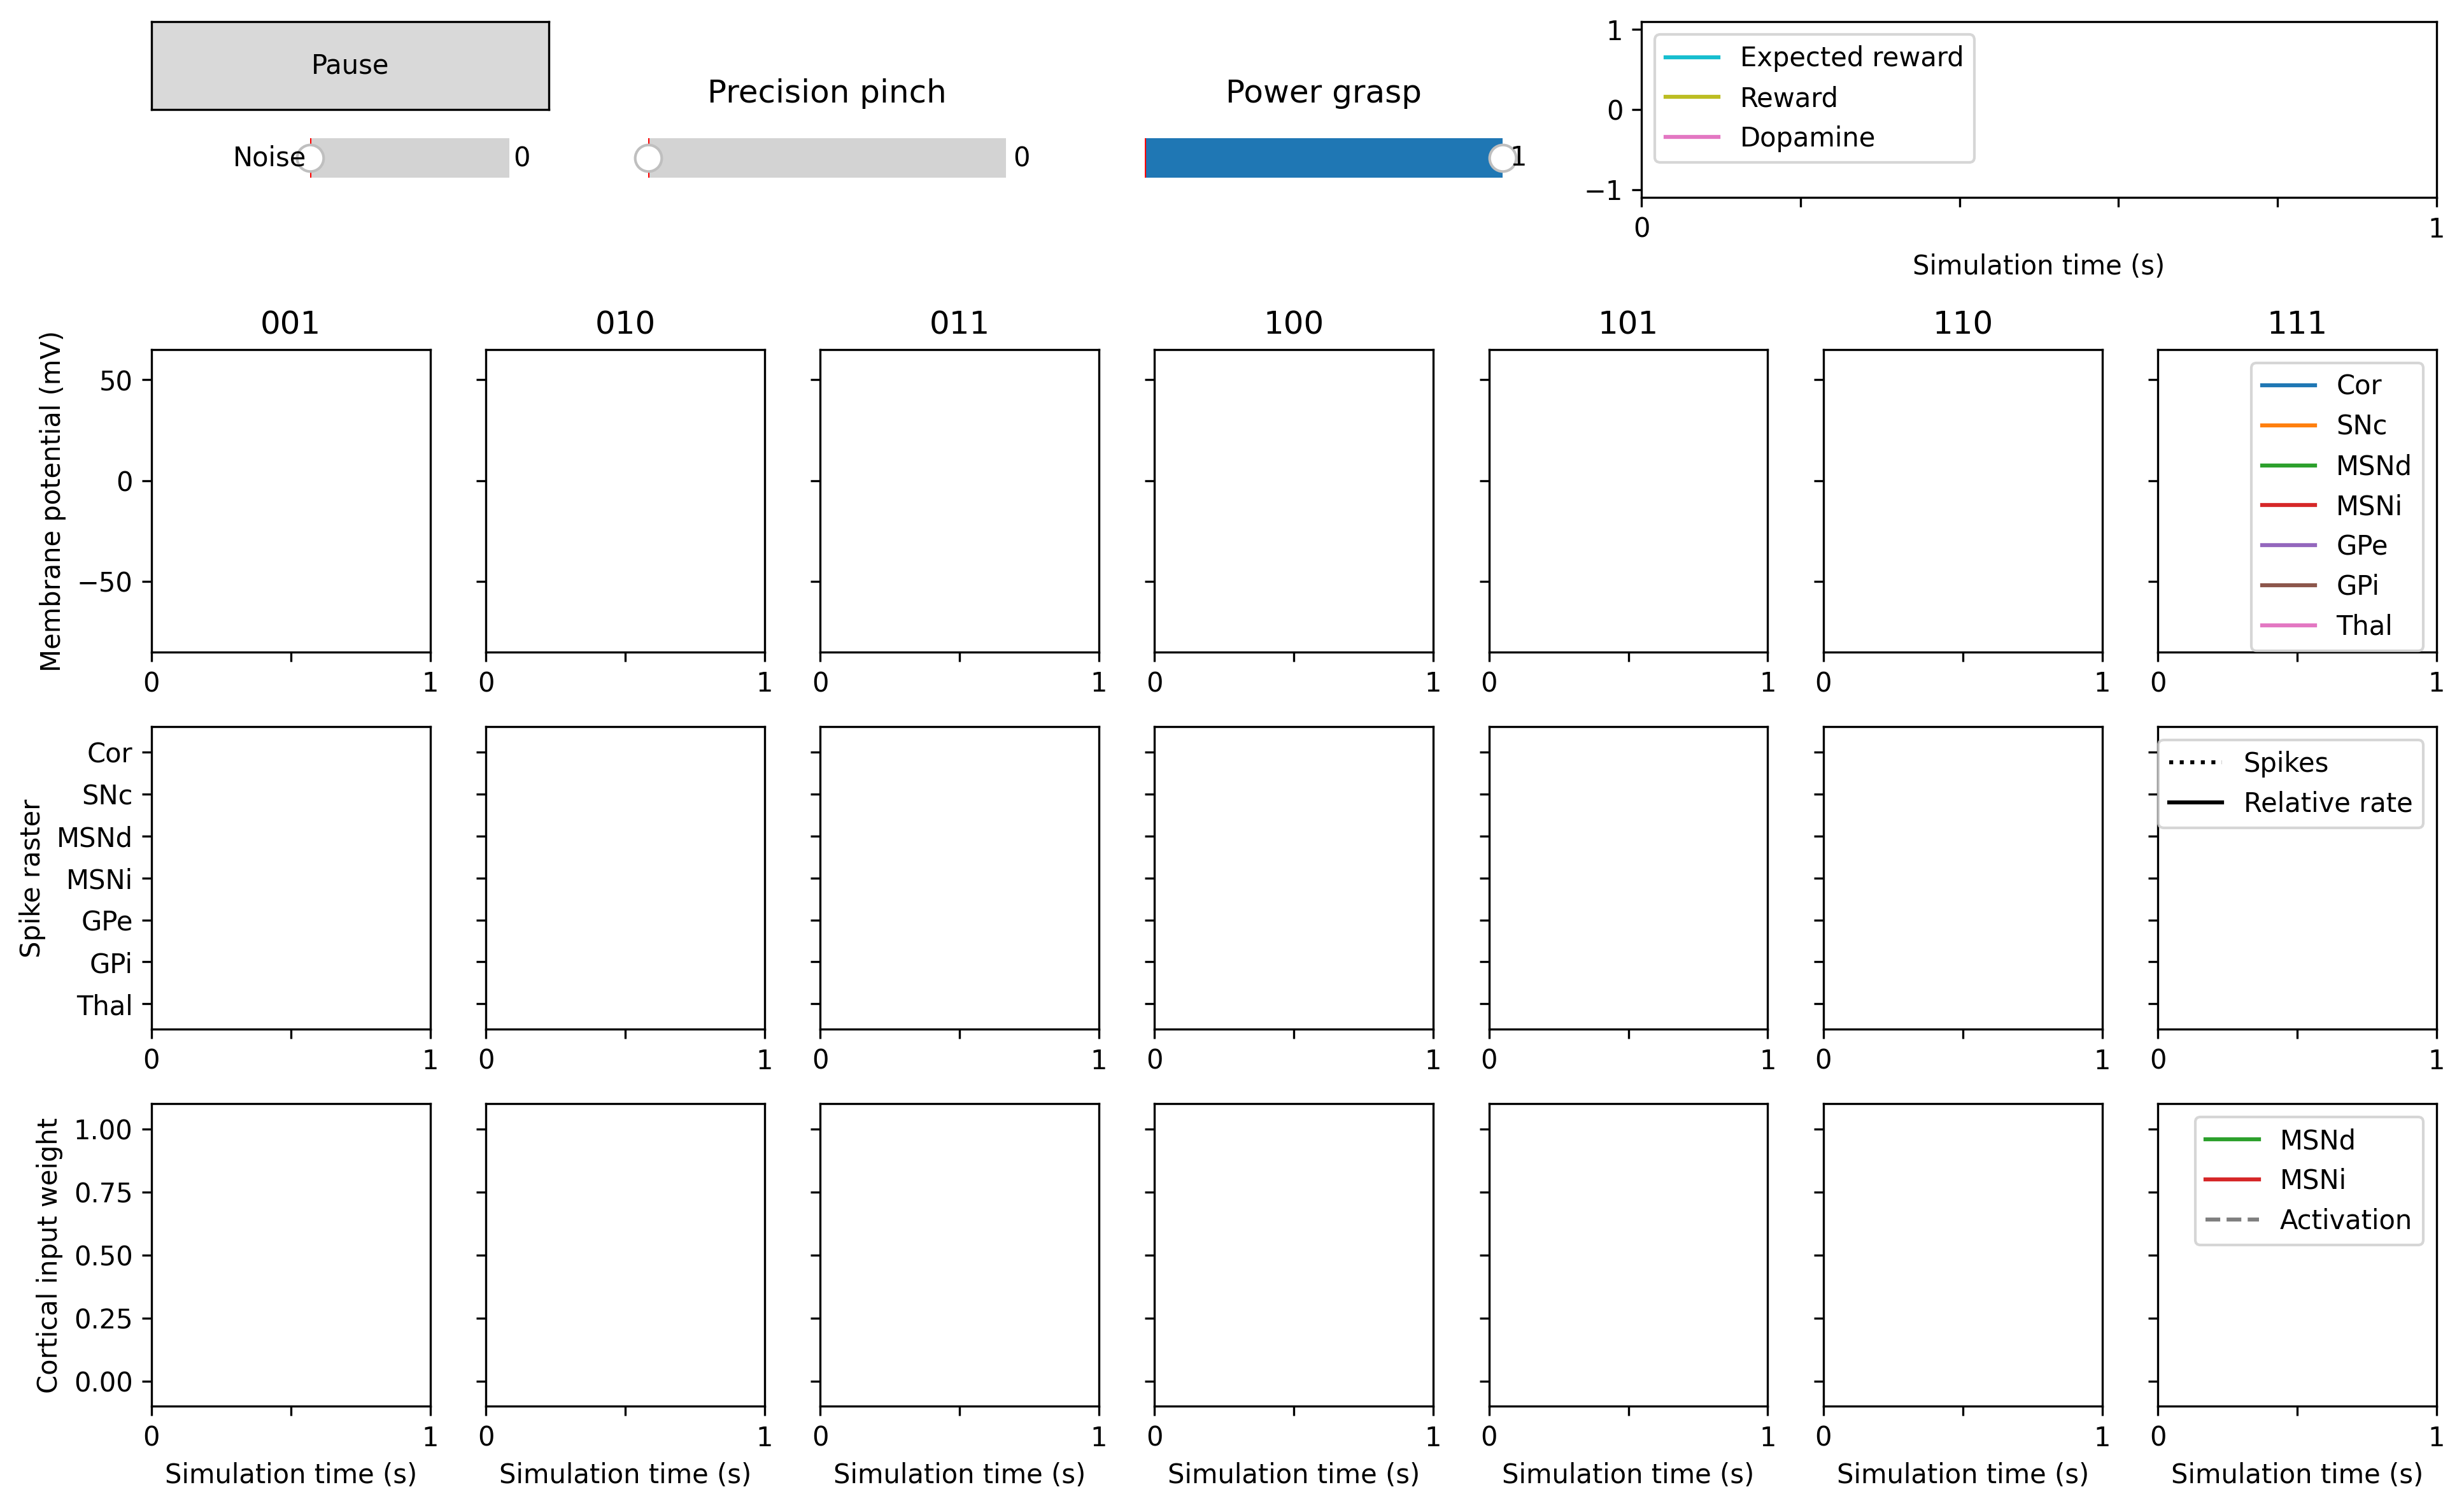 Pause
Noise 0
Precision pinch
0
Power grasp
1
1
0
−1
Expected reward
Reward
Dopamine
0 1
Simulation time (s)
001 010 011 100 101 110 111
Membrane potential (mV)
50
0
−50
Cor
SNc
MSNd
MSNi
GPe
GPi
Thal
0 1 0 1 0 1 0 1 0 1 0 1 0 1
Spike raster
Cor
SNc
MSNd
MSNi
GPe
GPi
Thal
Spikes
Relative rate
0 1 0 1 0 1 0 1 0 1 0 1 0 1
Cortical input weight
1.00
0.75
0.50
0.25
0.00
MSNd
MSNi
Activation
0 1 0 1 0 1 0 1 0 1 0 1 0 1
Simulation time (s) Simulation time (s) Simulation time (s) Simulation time (s) Simulation time (s) Simulation time (s) Simulation time (s)